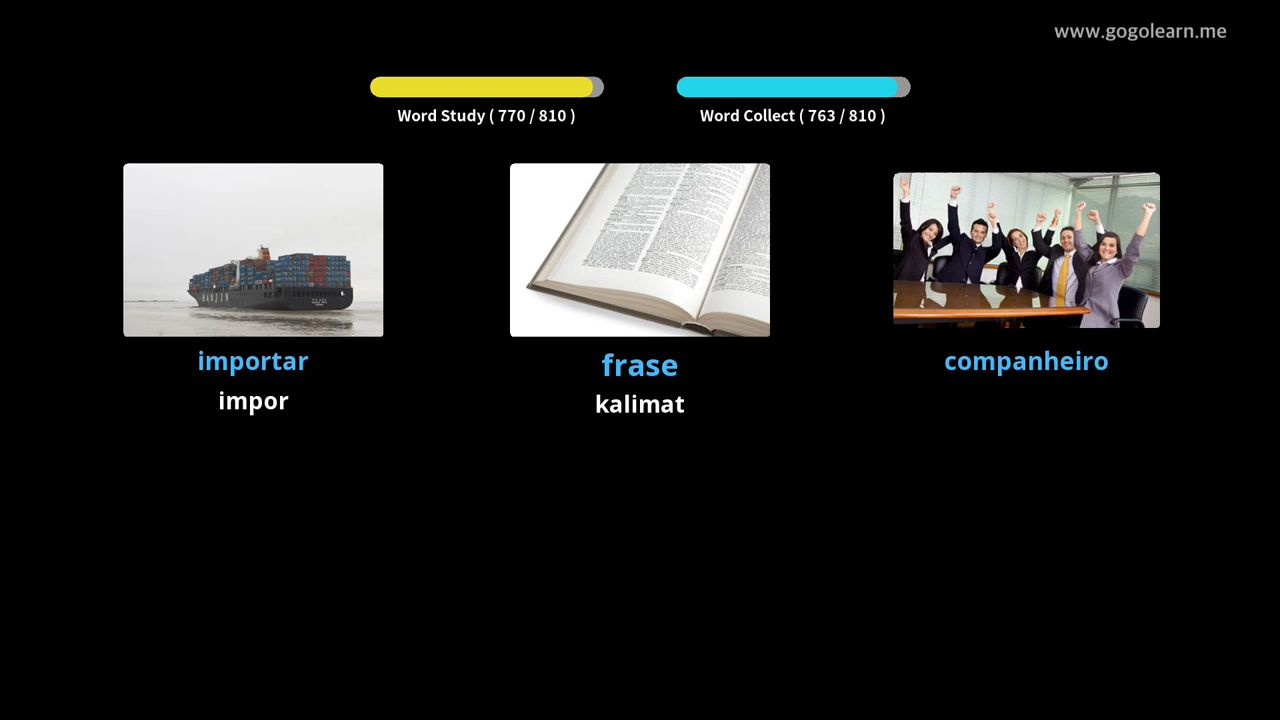 www.gogolearn.me
Word Study ( 770 / 810 )
Word Collect ( 763 / 810 )
importar
frase
companheiro
impor
kalimat